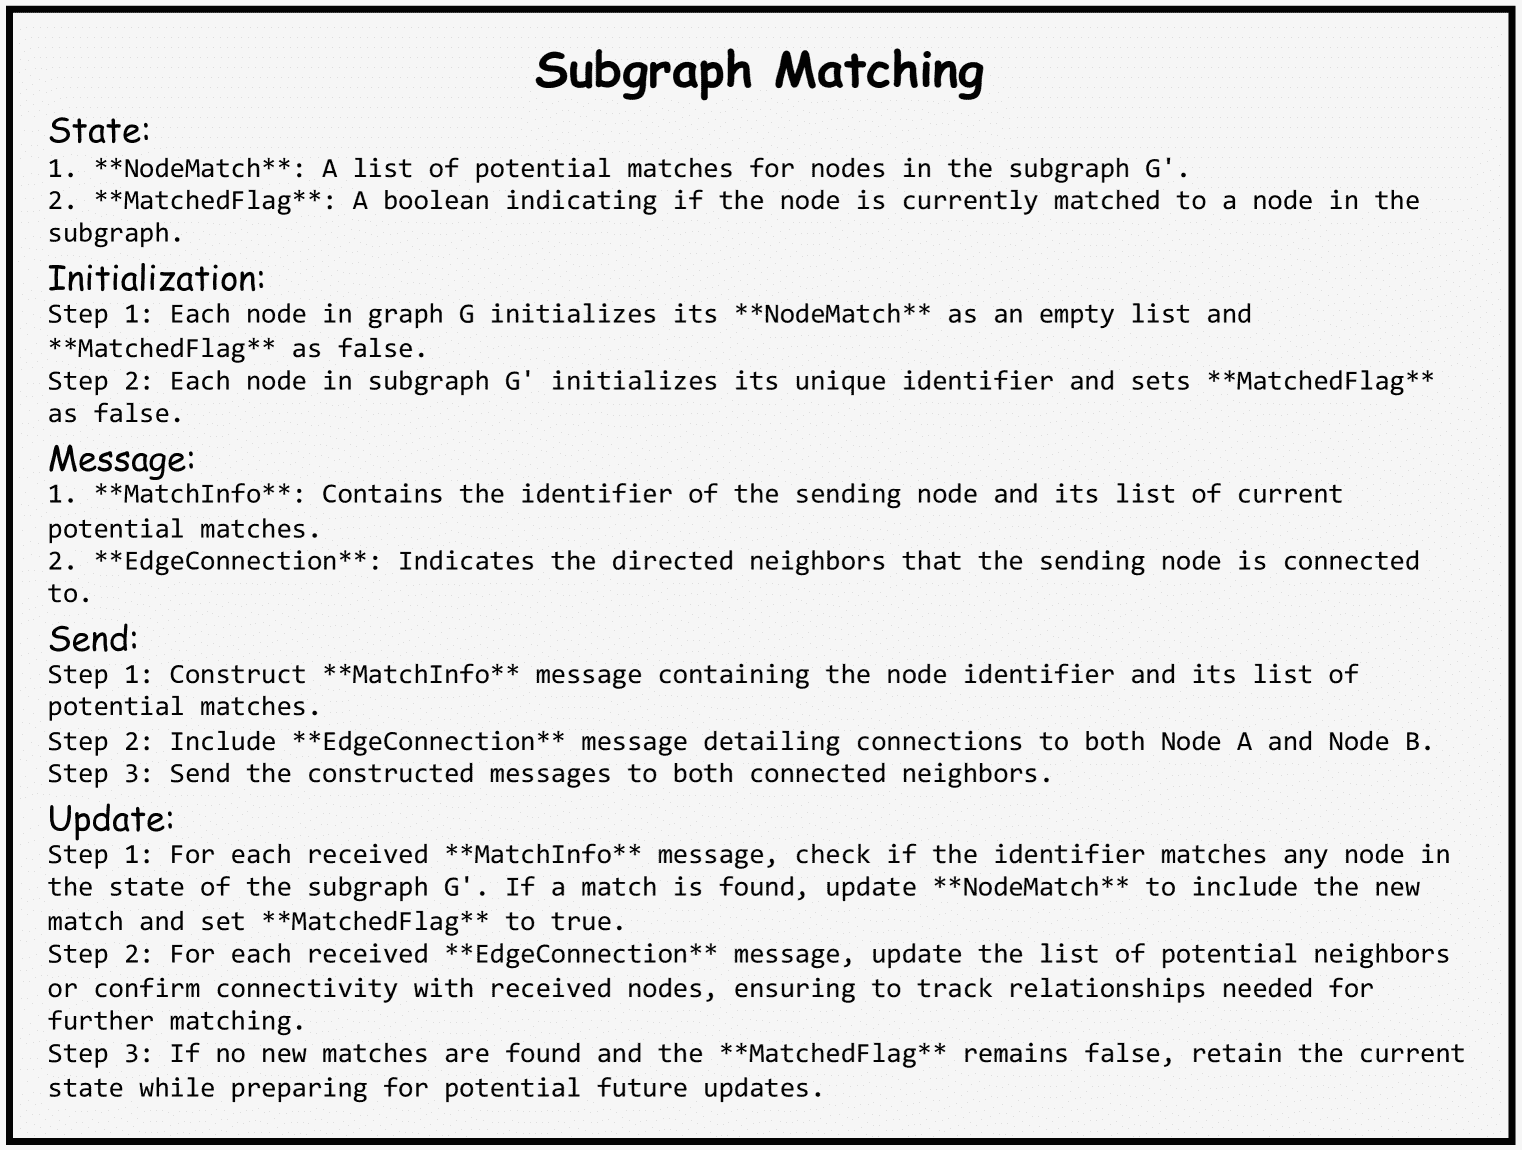 Subgraph Matching
State:
1. **NodeMatch**: A list of potential matches for nodes in the subgraph G'.
2. **MatchedFlag**: A boolean indicating if the node is currently matched to a node in the
subgraph.
Initialization:
Step 1: Each node in graph G initializes its **NodeMatch** as an empty list and
**MatchedFlag** as false.
Step 2: Each node in subgraph G' initializes its unique identifier and sets **MatchedFlag**
as false.
Message:
1. **MatchInfo**: Contains the identifier of the sending node and its list of current
potential matches.
2. **EdgeConnection**: Indicates the directed neighbors that the sending node is connected
to.
Send:
Step 1: Construct **MatchInfo** message containing the node identifier and its list of
potential matches.
Step 2: Include **EdgeConnection** message detailing connections to both Node A and Node B.
Step 3: Send the constructed messages to both connected neighbors.
Update:
Step 1: For each received **MatchInfo** message, check if the identifier matches any node in
the state of the subgraph G'. If a match is found, update **NodeMatch** to include the new
match and set **MatchedFlag** to true.
Step 2: For each received **EdgeConnection** message, update the list of potential neighbors
or confirm connectivity with received nodes, ensuring to track relationships needed for
further matching.
Step 3: If no new matches are found and the **MatchedFlag** remains false, retain the current
state while preparing for potential future updates.